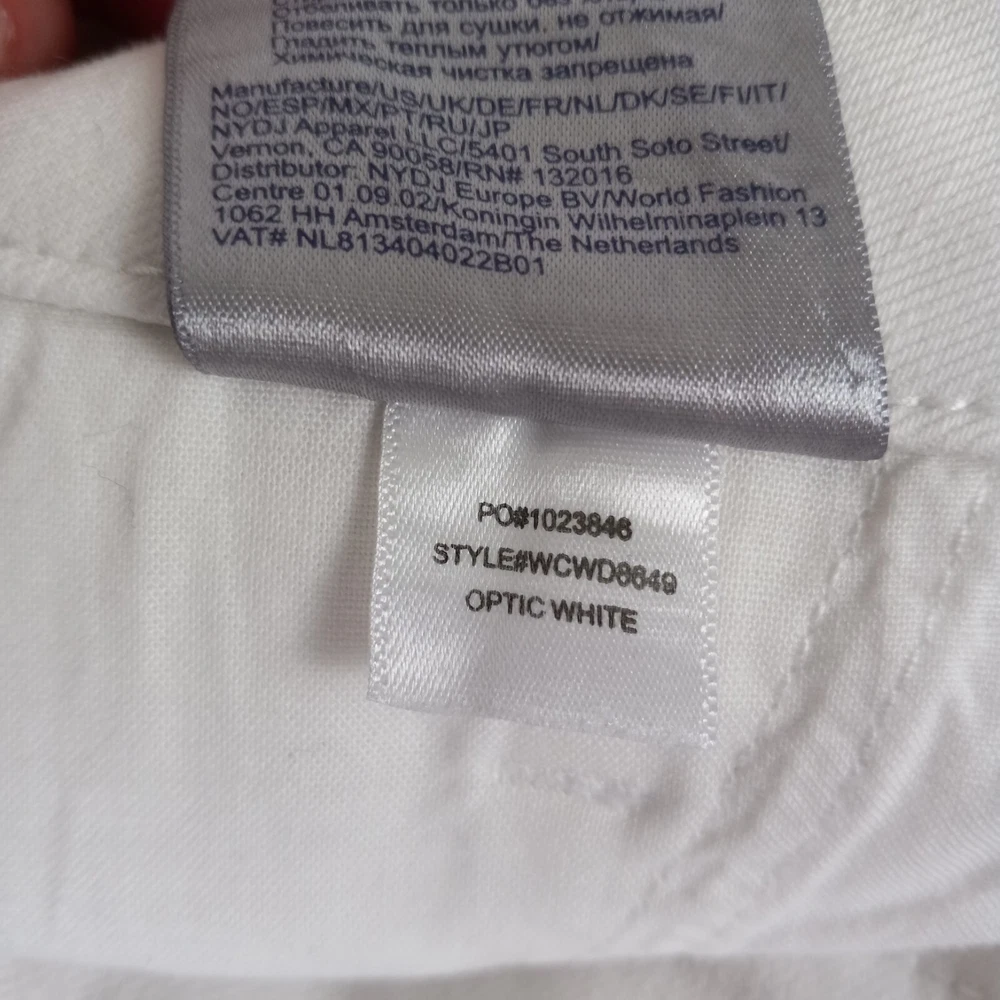 Повесить для сушки, не отжимая/
Гладить теплым утюгом/
Химическая чистка запрещена
Manufacture/US/UK/DE/FR/NL/DK/SE/FI/IT/
NO/ESP/MX/PT/RU/JP
NYDJ Apparel LLC/5401 South Soto Street/
Vernon, CA 90058/RN# 132016
Distributor: NYDJ Europe BV/World Fashion
Centre 01.09.02/Koningin Wilhelminaplein 13
1062 HH Amsterdam/The Netherlands
VAT# NL813404022B01
PO#1023846
STYLE#WCWD8649
OPTIC WHITE